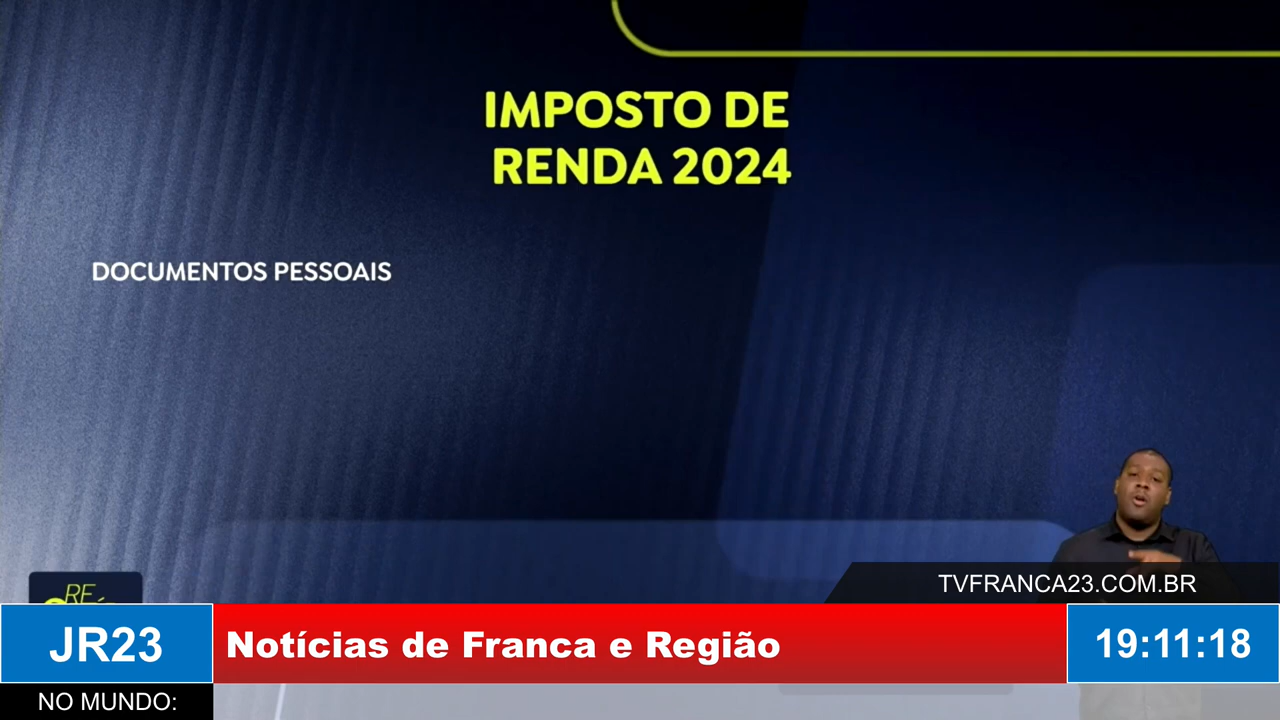 IMPOSTO DE
RENDA 2024
DOCUMENTOS PESSOAIS
RE
TVFRANCA23.COM.BR
JR23
Notícias de Franca e Região
19:11:18
NO MUNDO: